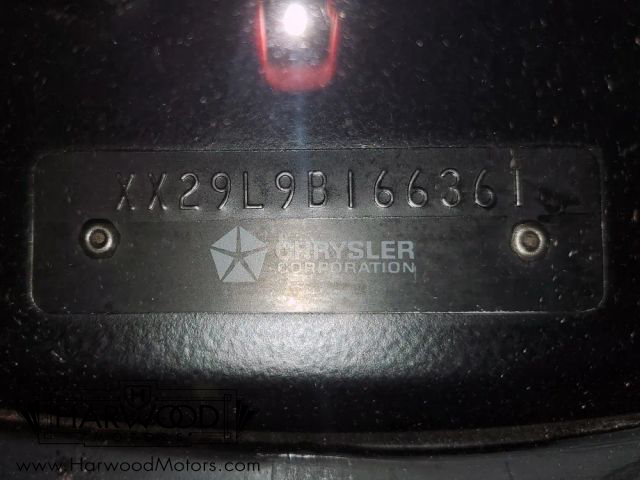 XX29L9B166361
CHRYSLER
CORPORATION
H
HARWOOD
www.HarwoodMotors.com